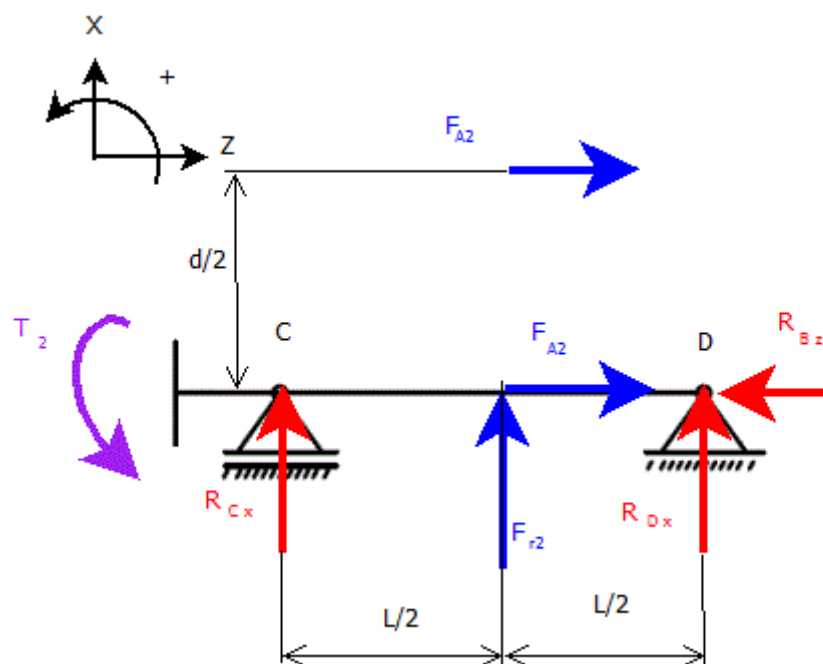 X
+
Z
F A2
d/2
T 2
C
F A2
D
R B z
R C x
F r2
R D x
L/2
L/2